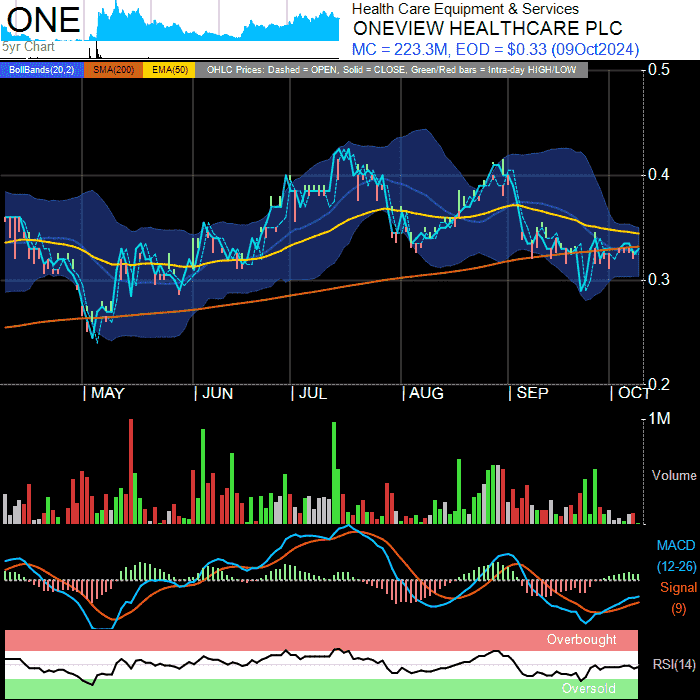 ONE
5yr Chart
Health Care Equipment & Services
ONEVIEW HEALTHCARE PLC
MC = 223.3M, EOD = $0.33 (09Oct2024)
BollBands(20,2) SMA(200) EMA(50) OHLC Prices: Dashed = OPEN, Solid = CLOSE, Green/Red bars = Intra-day HIGH/LOW
0.5
0.4
0.3
0.2
| MAY | JUN | JUL | AUG | SEP | OCT
1M
Volume
MACD
(12-26)
Signal
(9)
Overbought
RSI(14)
Oversold